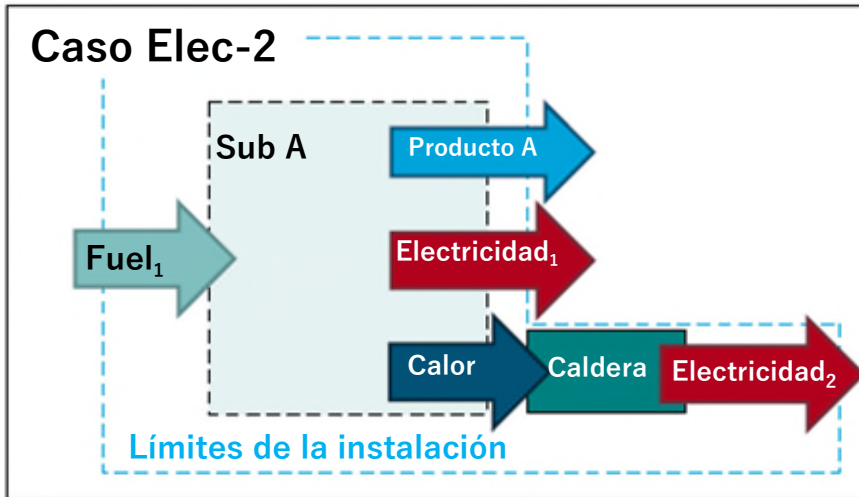 Caso Elec-2
Sub A
Producto A
Fuel₁
Electricidad₁
Calor
Caldera
Electricidad₂
Límites de la instalación